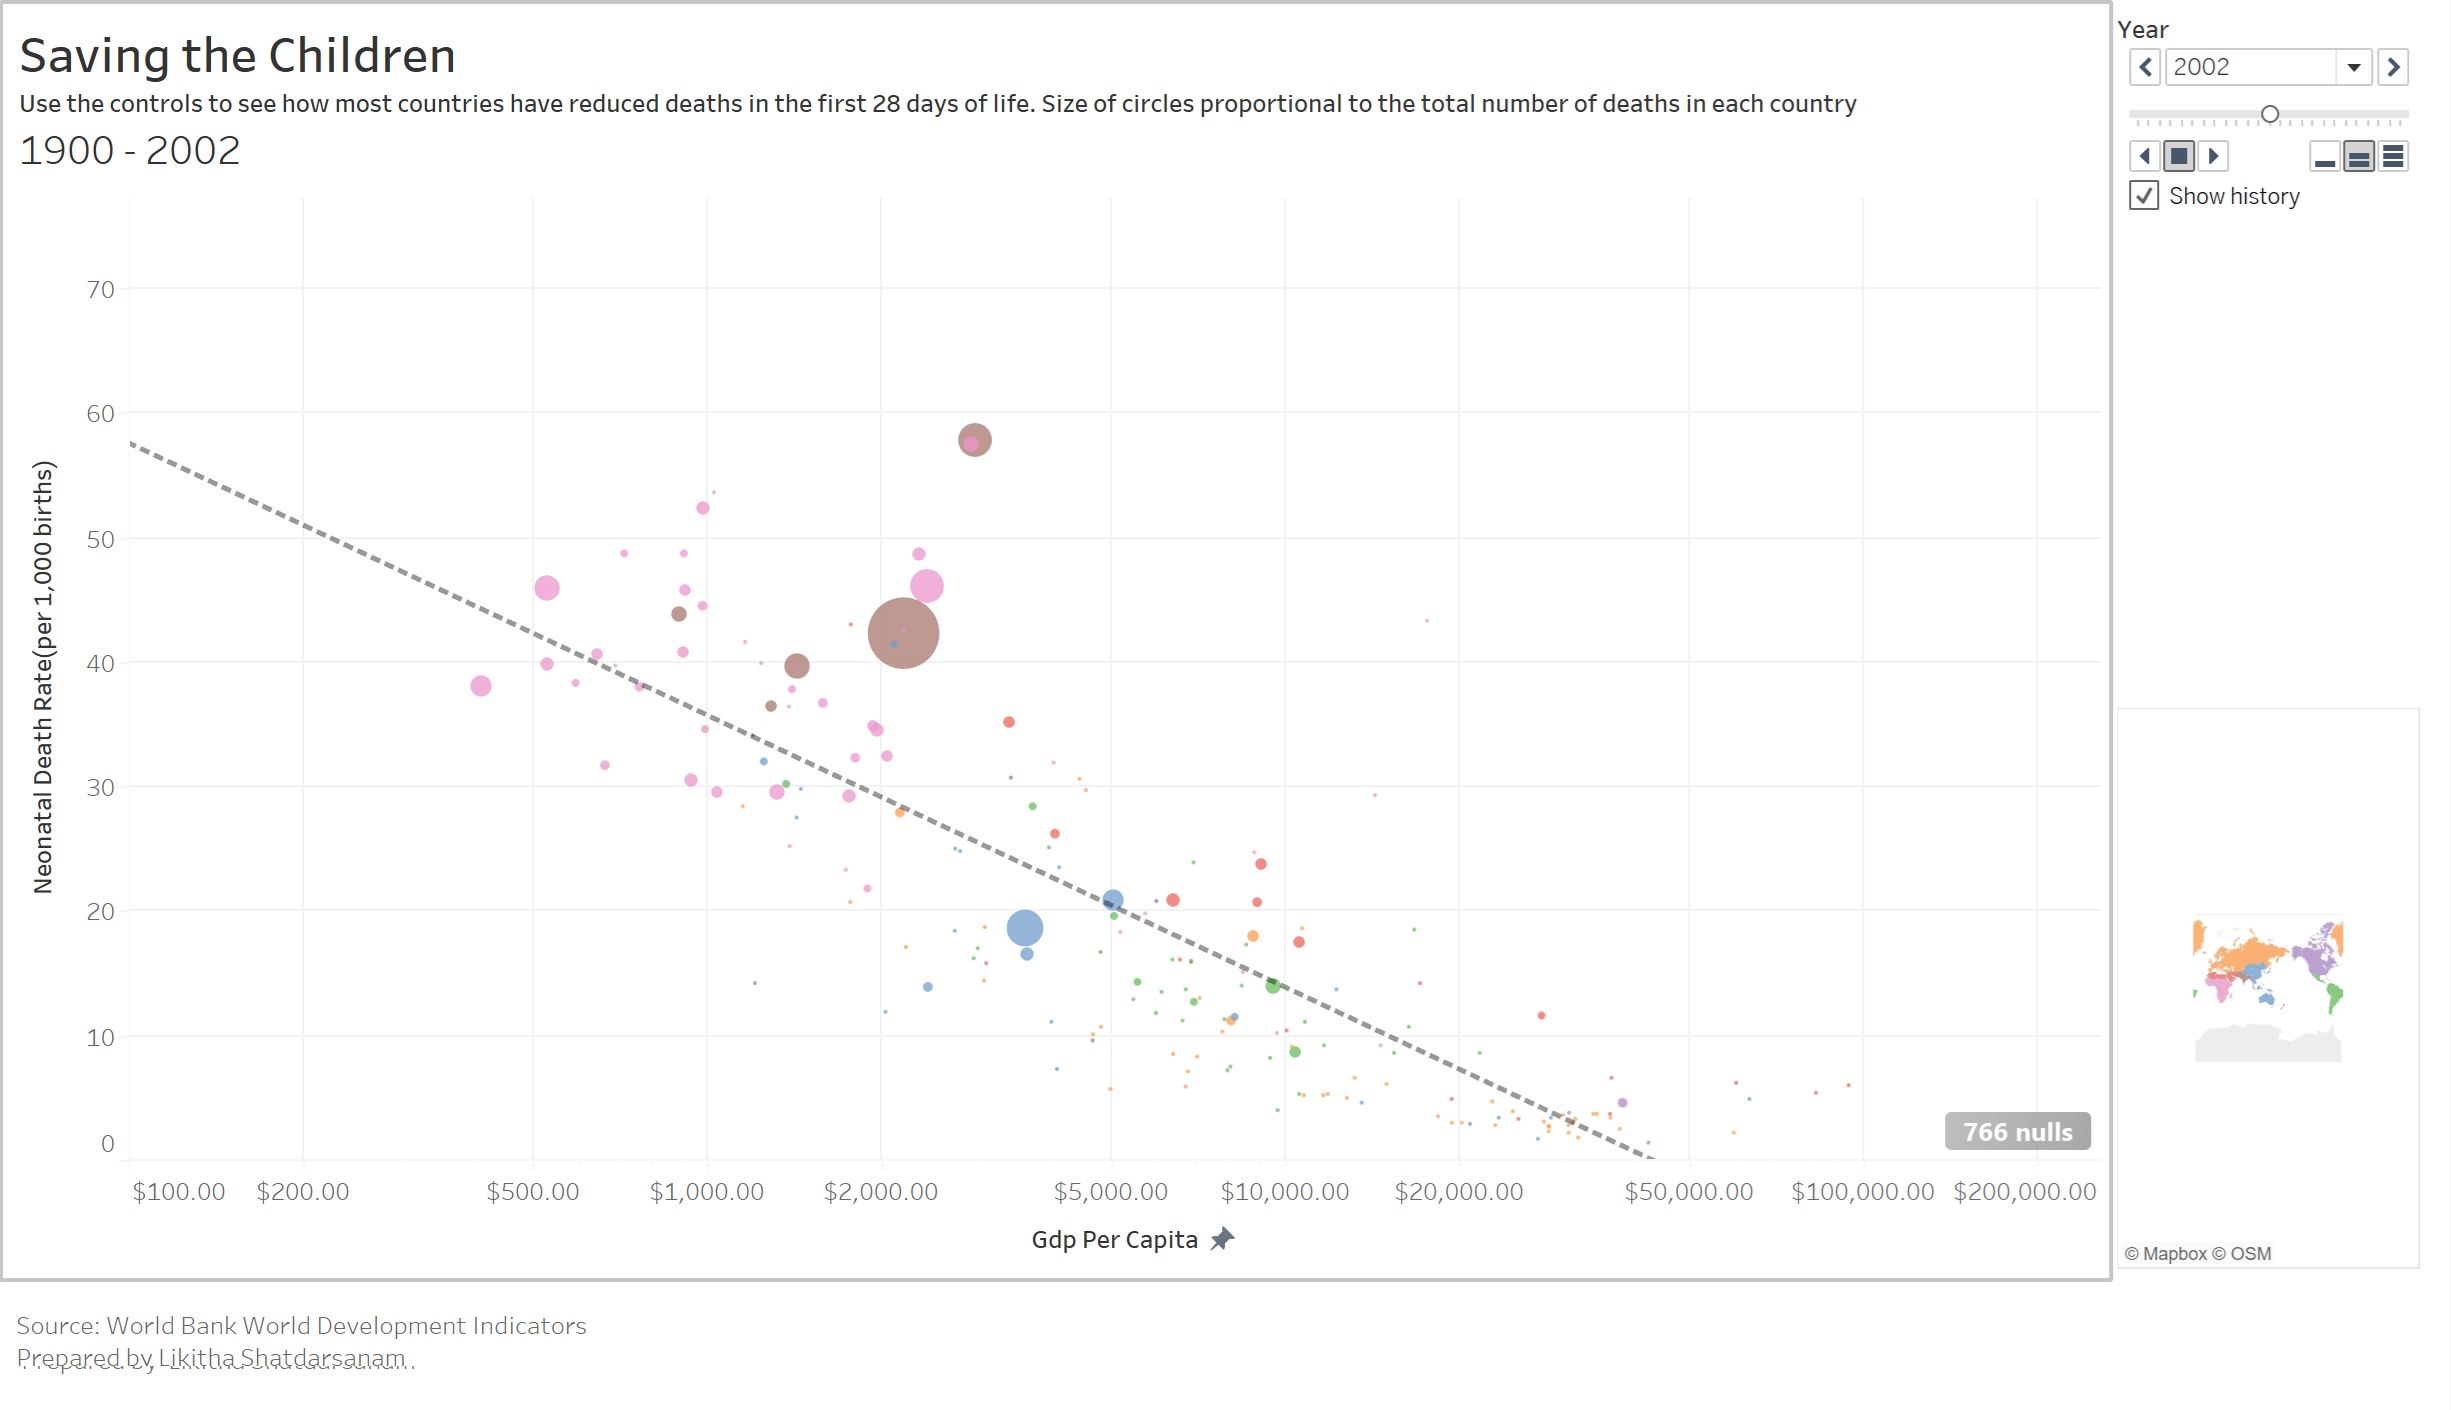 Saving the Children
Use the controls to see how most countries have reduced deaths in the first 28 days of life. Size of circles proportional to the total number of deaths in each country
1900 - 2002
Year
2002
Show history
Neonatal Death Rate(per 1,000 births)
70
60
50
40
30
20
10
0
766 nulls
$100.00 $200.00 $500.00 $1,000.00 $2,000.00 $5,000.00 $10,000.00 $20,000.00 $50,000.00 $100,000.00 $200,000.00
Gdp Per Capita
© Mapbox © OSM
Source: World Bank World Development Indicators
Prepared by Likitha Shatdarsanam